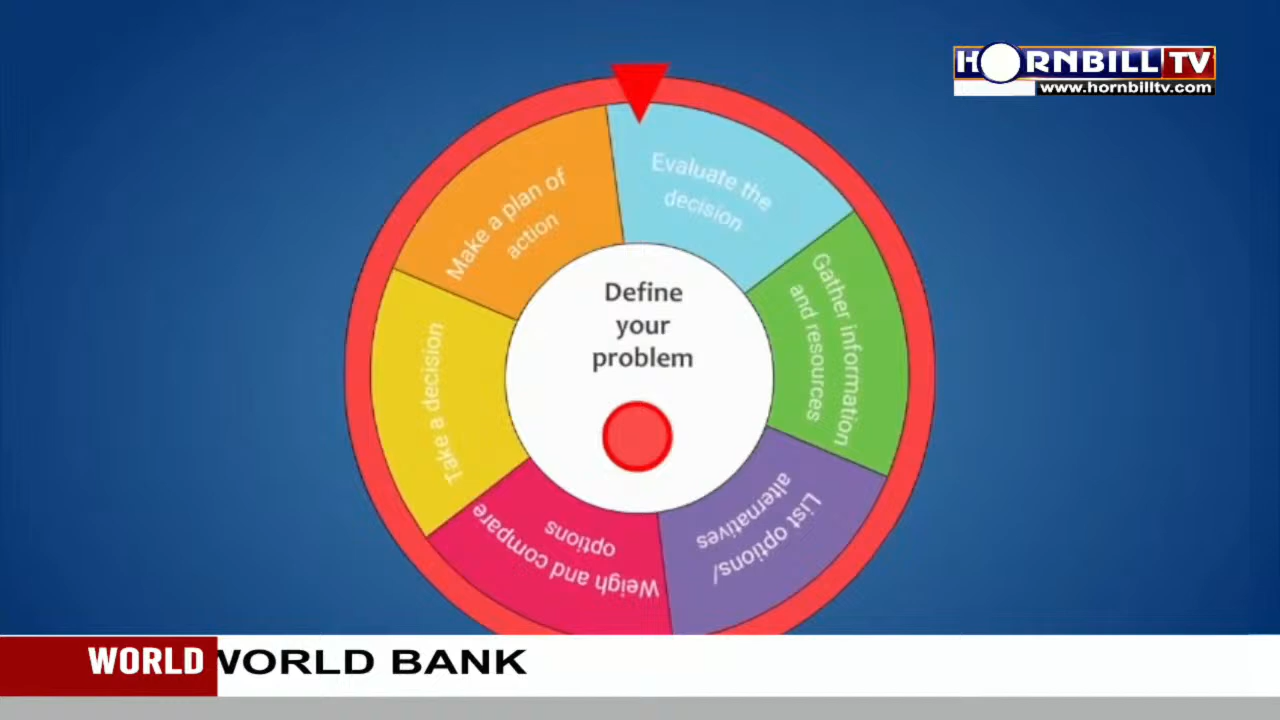 HORNBILL TV
www.hornbilltv.com
Evaluate the
decision
Gather information
and resources
List options/
alternatives
Weigh and compare
options
Take a decision
Make a plan of
action
Define
your
problem
WORLD
WORLD BANK